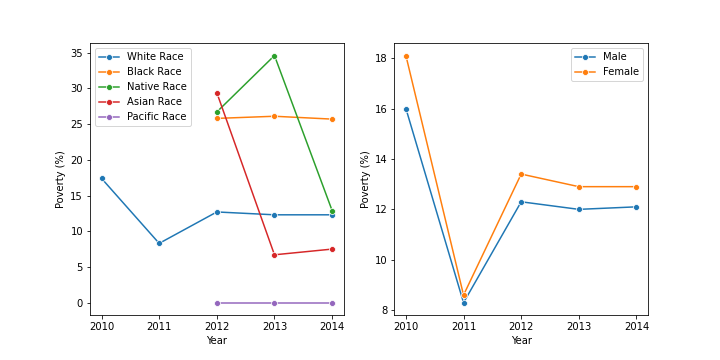 White Race
Black Race
Native Race
Asian Race
Pacific Race
Poverty (%)
35
30
25
20
15
10
5
0
2010 2011 2012 2013 2014
Year
Male
Female
Poverty (%)
18
16
14
12
10
8
2010 2011 2012 2013 2014
Year